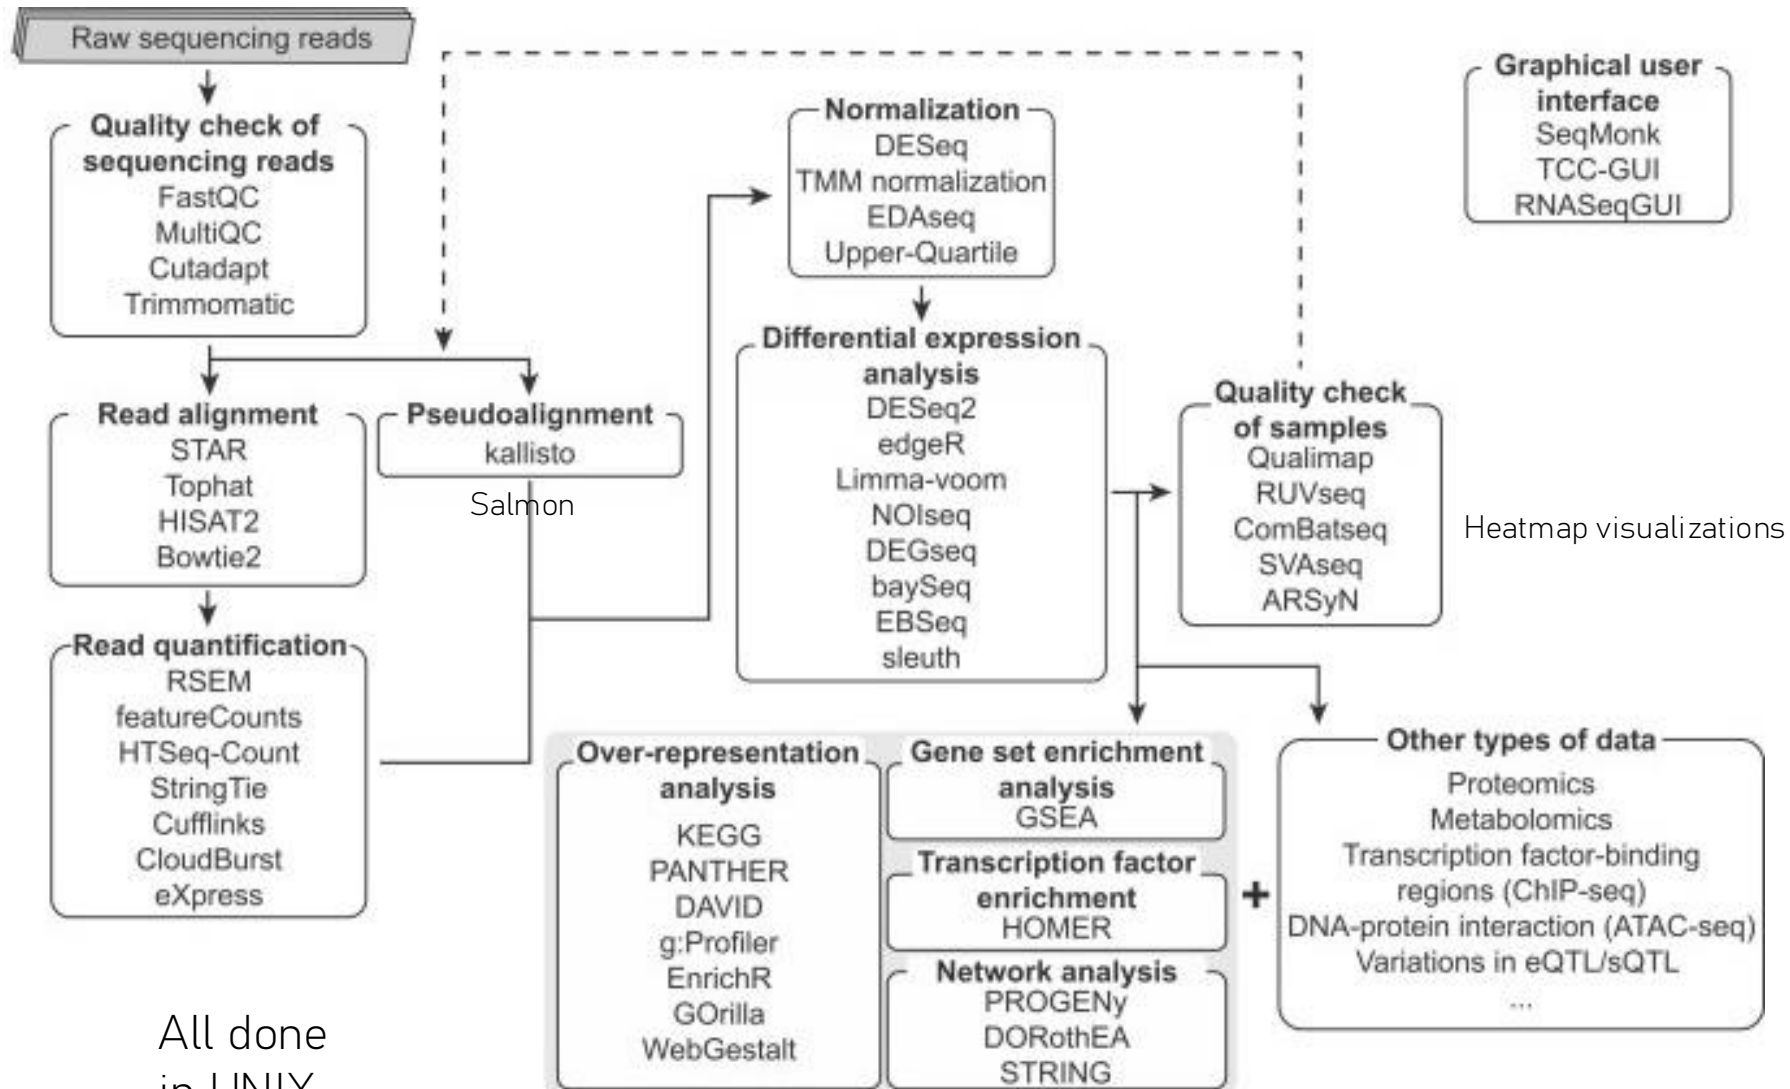 Raw sequencing reads
Quality check of
sequencing reads
FastQC
MultiQC
Cutadapt
Trimmomatic
Read alignment
STAR
Tophat
HISAT2
Bowtie2
Pseudoalignment
kallisto
Salmon
Read quantification
RSEM
featureCounts
HTSeq-Count
StringTie
Cufflinks
CloudBurst
eXpress
Normalization
DESeq
TMM normalization
EDAseq
Upper-Quartile
Differential expression
analysis
DESeq2
edgeR
Limma-voom
NOIseq
DEGseq
baySeq
EBSeq
sleuth
Quality check
of samples
Qualimap
RUVseq
ComBatseq
SVAseq
ARSyN
Graphical user
interface
SeqMonk
TCC-GUI
RNASeqGUI
Heatmap visualizations
Over-representation
analysis
KEGG
PANTHER
DAVID
g:Profiler
EnrichR
GOrilla
WebGestalt
Gene set enrichment
analysis
GSEA
Transcription factor
enrichment
HOMER
Network analysis
PROGENy
DORothEA
STRING
+
Other types of data
Proteomics
Metabolomics
Transcription factor-binding
regions (ChIP-seq)
DNA-protein interaction (ATAC-seq)
Variations in eQTL/sQTL
...
All done
in UNIX